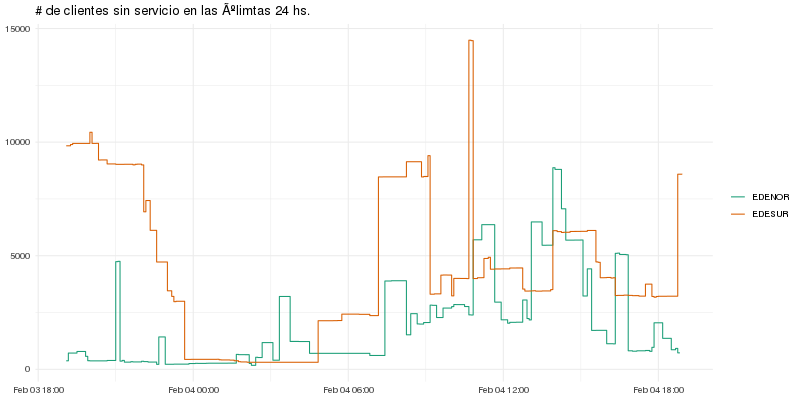 # de clientes sin servicio en las Ãºlimtas 24 hs.
15000
10000
5000
0
Feb 03 18:00
Feb 04 00:00
Feb 04 06:00
Feb 04 12:00
Feb 04 18:00
EDENOR
EDESUR